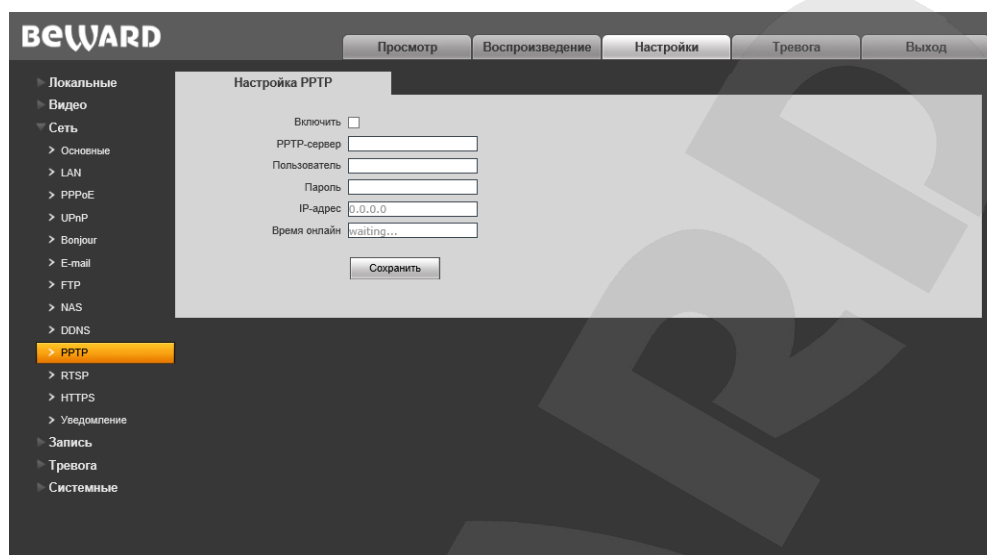 BEWARD
Просмотр
Воспроизведение
Настройки
Тревога
Выход
Локальные
Видео
Сеть
Основные
LAN
PPPoE
UPnP
Bonjour
E-mail
FTP
NAS
DDNS
PPTP
RTSP
HTTPS
Уведомление
Запись
Тревога
Системные
Настройка PPTP
Включить
PPTP-сервер
Пользователь
Пароль
IP-адрес 0.0.0.0
Время онлайн waiting...
Сохранить